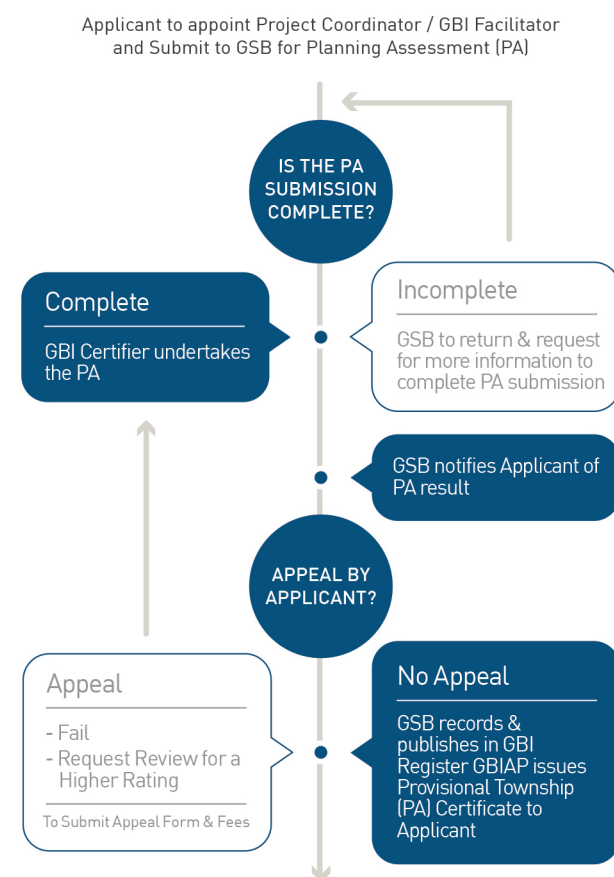 Applicant to appoint Project Coordinator / GBI Facilitator
and Submit to GSB for Planning Assessment (PA)
IS THE PA
SUBMISSION
COMPLETE?
Complete
GBI Certifier undertakes
the PA
Incomplete
GSB to return & request
for more information to
complete PA submission
GSB notifies Applicant of
PA result
APPEAL BY
APPLICANT?
Appeal
- Fail
- Request Review for a
Higher Rating
To Submit Appeal Form & Fees
No Appeal
GSB records &
publishes in GBI
Register GBIAP issues
Provisional Township
(PA) Certificate to
Applicant